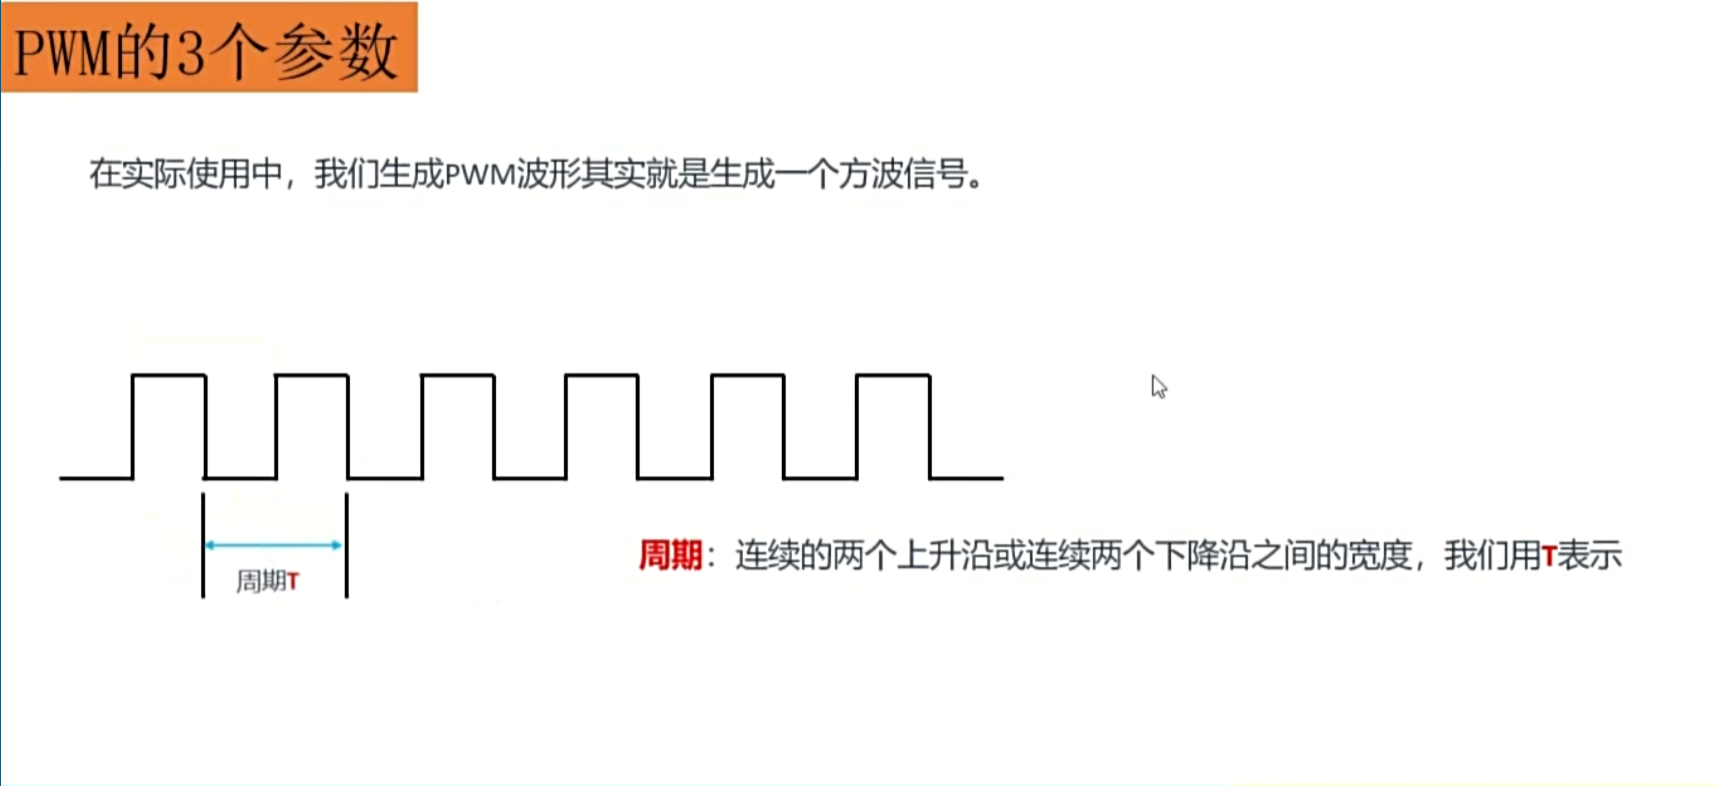 PWM的3个参数
在实际使用中，我们生成PWM波形其实就是生成一个方波信号。
周期：连续的两个上升沿或连续两个下降沿之间的宽度，我们用T表示
周期T